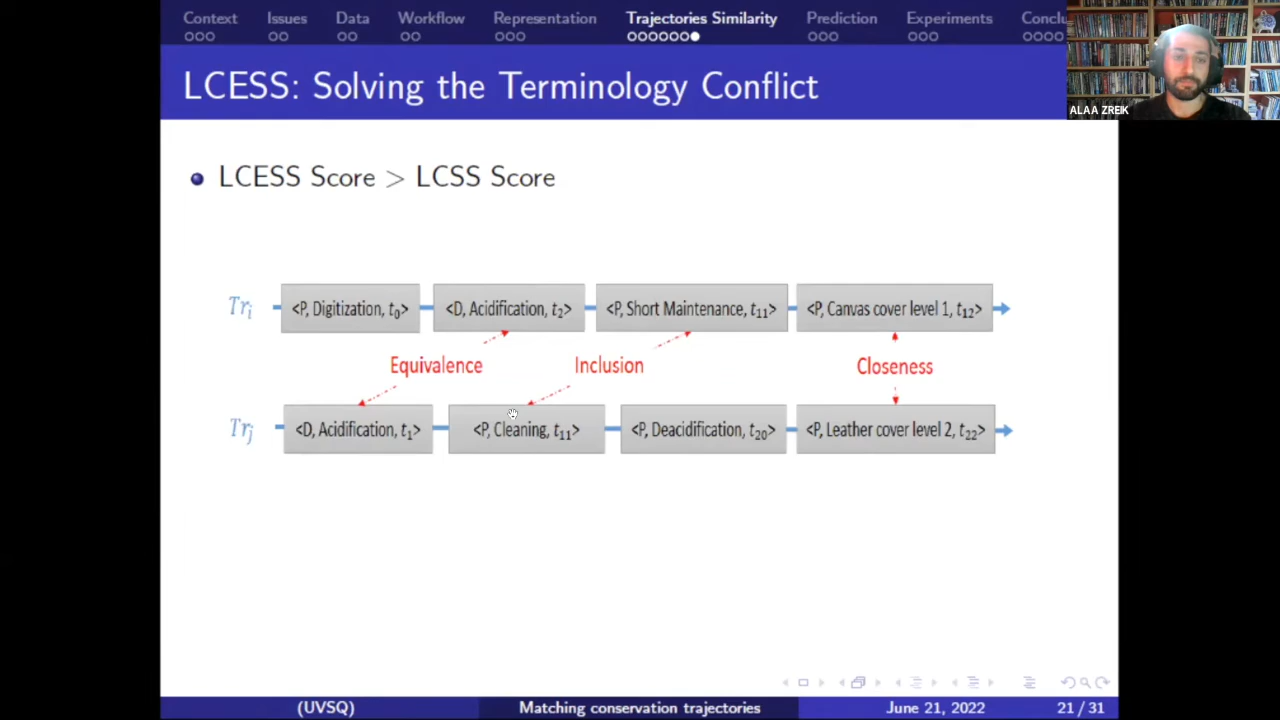 Context Issues Data Workflow Representation Trajectories Similarity Prediction Experiments Conclu
ALAA ZREIK
LCESS: Solving the Terminology Conflict
LCESS Score > LCSS Score
Tri <P, Digitization, t0> <D, Acidification, t2> <P, Short Maintenance, t11> <P, Canvas cover level 1, t12>
Equivalence Inclusion Closeness
Trj <D, Acidification, t1> <P, Cleaning, t11> <P, Deacidification, t20> <P, Leather cover level 2, t22>
(UVSQ) Matching conservation trajectories June 21, 2022 21 / 31